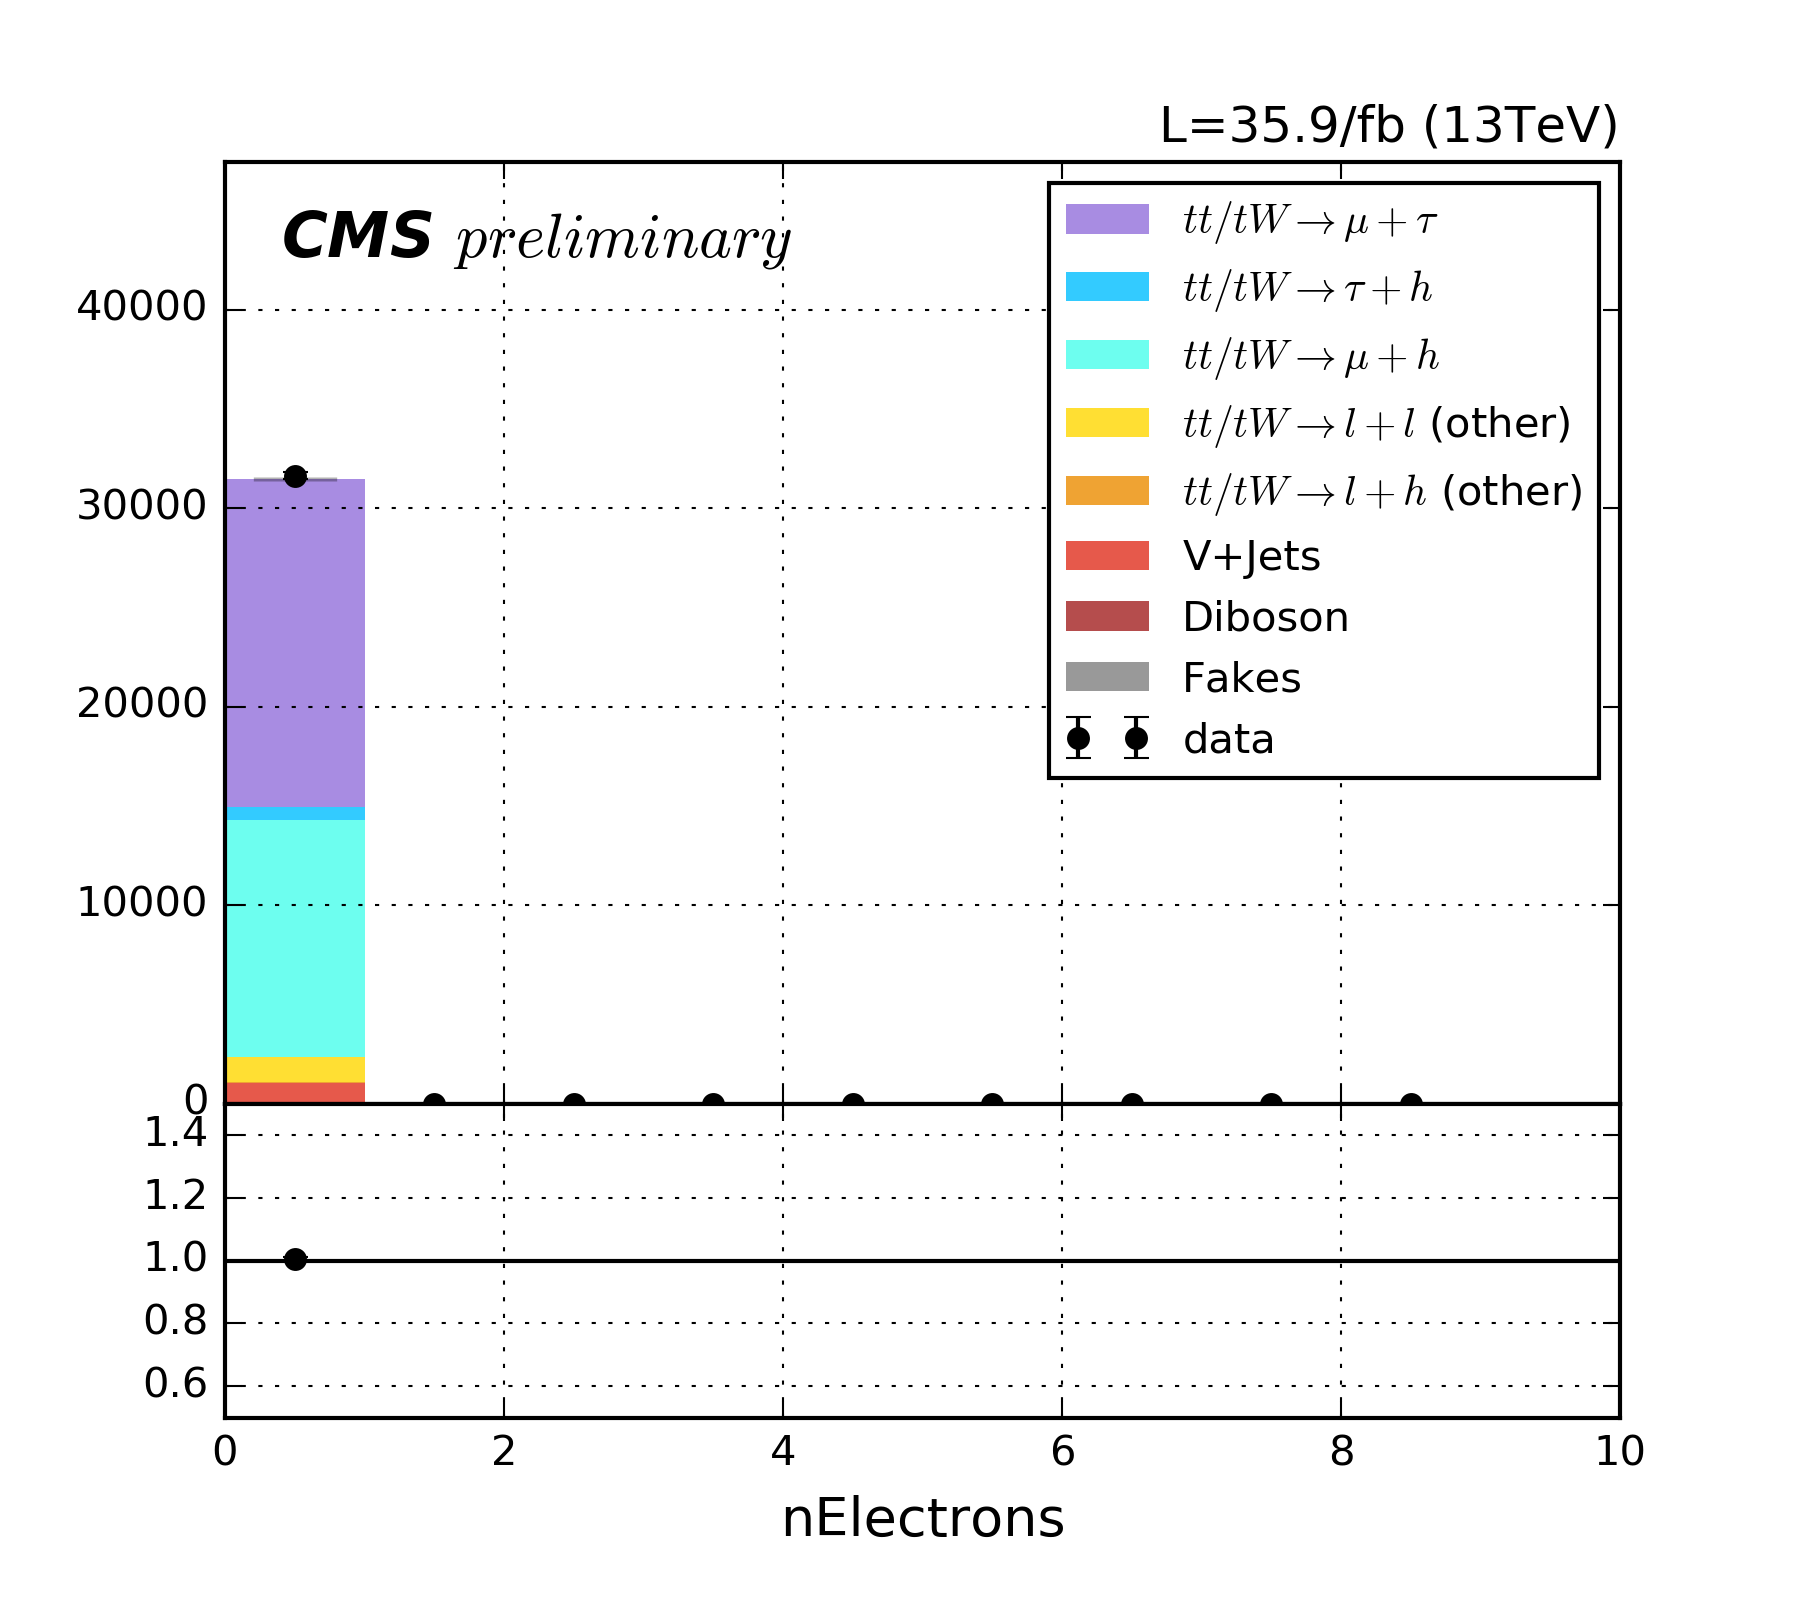 L=35.9/fb (13TeV)
CMS preliminary
tt/tW→μ+τ
tt/tW→τ+h
tt/tW→μ+h
tt/tW→l+l (other)
tt/tW→l+h (other)
V+Jets
Diboson
Fakes
data
40000
30000
20000
10000
0
1.4
1.2
1.0
0.8
0.6
0 2 4 6 8 10
nElectrons